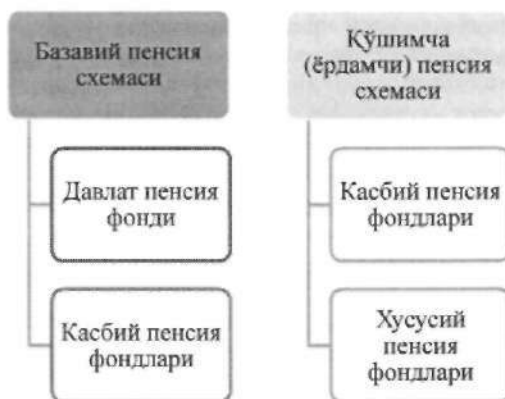 Базавий пенсия
схемаси
Давлат пенсия
фонди
Касбий пенсия
фондлари
Қўшимча
(ёрдамчи) пенсия
схемаси
Касбий пенсия
фондлари
Хусусий
пенсия
фондлари